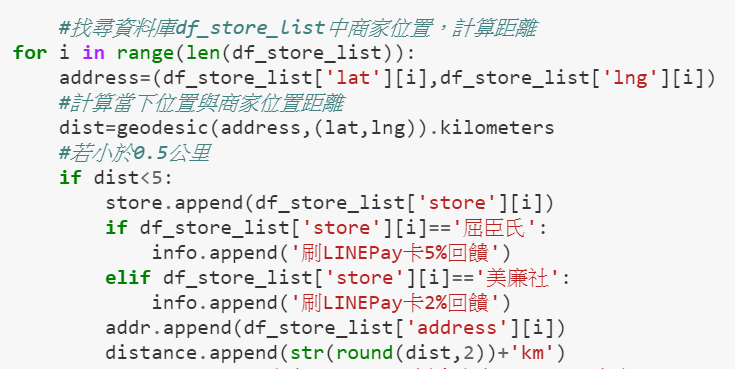 #找尋資料庫df_store_list中商家位置，計算距離
for i in range(len(df_store_list)):
address=(df_store_list['lat'][i],df_store_list['lng'][i])
#計算當下位置與商家位置距離
dist=geodesic(address,(lat,lng)).kilometers
#若小於0.5公里
if dist<5:
store.append(df_store_list['store'][i])
if df_store_list['store'][i]=='屈臣氏':
info.append('刷LINEPay卡5%回饋')
elif df_store_list['store'][i]=='美廉社':
info.append('刷LINEPay卡2%回饋')
addr.append(df_store_list['address'][i])
distance.append(str(round(dist,2))+'km')